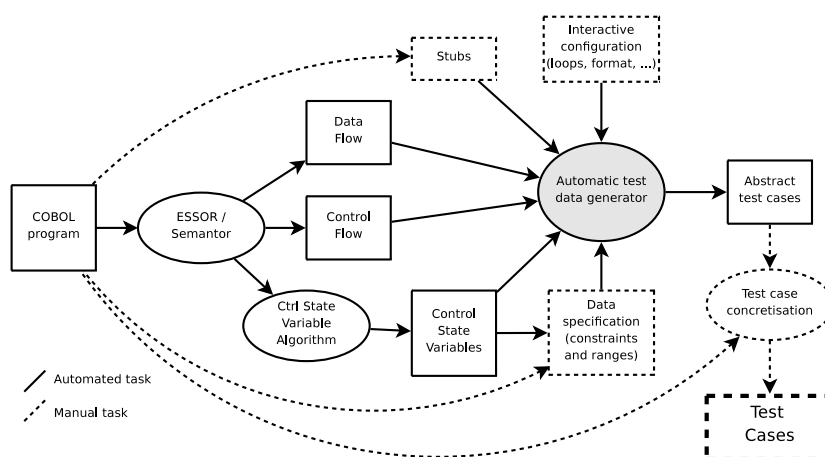 Interactive
configuration
(loops, format, ...)
Stubs
Data
Flow
COBOL
program
ESSOR /
Semantor
Control
Flow
Automatic test
data generator
Abstract
test cases
Ctrl State
Variable
Algorithm
Control
State
Variables
Data
specification
(constraints
and ranges)
Test case
concretisation
Automated task
Manual task
Test
Cases